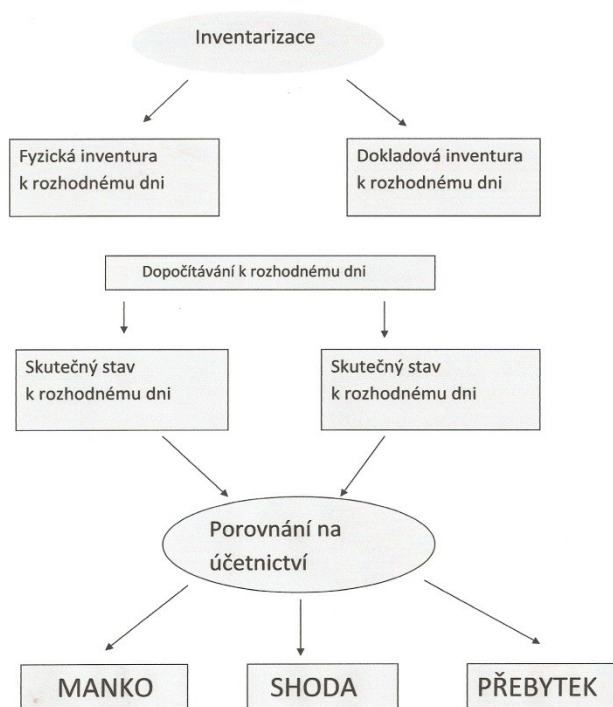 Inventarizace
Fyzická inventura
k rozhodnému dni
Dokladová inventura
k rozhodnému dni
Dopočítávání k rozhodnému dni
Skutečný stav
k rozhodnému dni
Skutečný stav
k rozhodnému dni
Porovnání na
účetnictví
MANKO
SHODA
PŘEBYTEK